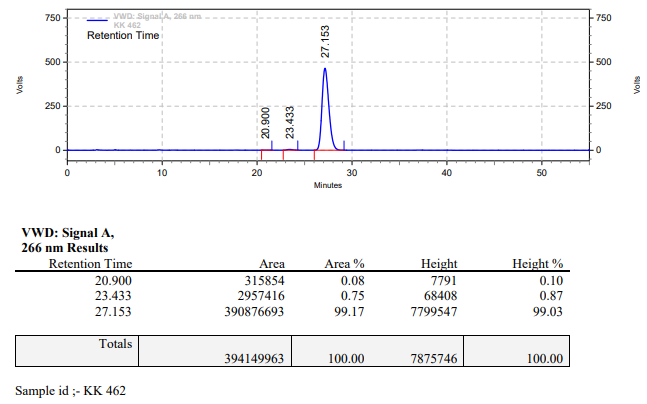 VWD: Signal A, 266 nm
KK 462
Retention Time
750
500
250
0
Volts
20.900
23.433
27.153
750
500
250
0
Volts
0 10 20 30 40 50
Minutes
VWD: Signal A,
266 nm Results
Retention Time Area Area % Height Height %
20.900 315854 0.08 7791 0.10
23.433 2957416 0.75 68408 0.87
27.153 390876693 99.17 7799547 99.03
Totals
394149963 100.00 7875746 100.00
Sample id ;- KK 462